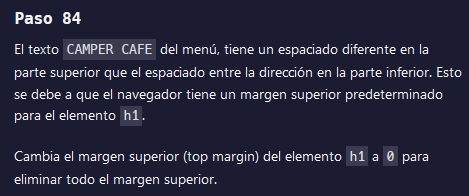 Paso 84
El texto CAMPER CAFE del menú, tiene un espaciado diferente en la
parte superior que el espaciado entre la dirección en la parte inferior. Esto
se debe a que el navegador tiene un margen superior predeterminado
para el elemento h1.
Cambia el margen superior (top margin) del elemento h1 a 0 para
eliminar todo el margen superior.